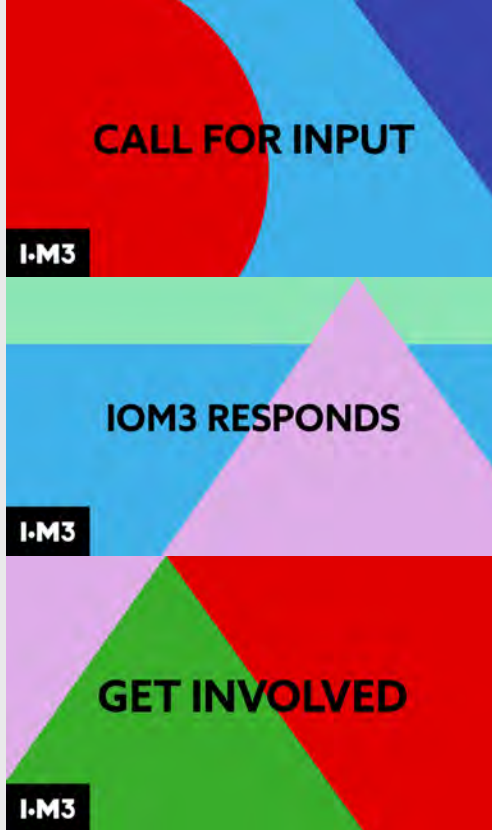 CALL FOR INPUT
I•M3
IOM3 RESPONDS
I•M3
GET INVOLVED
I•M3